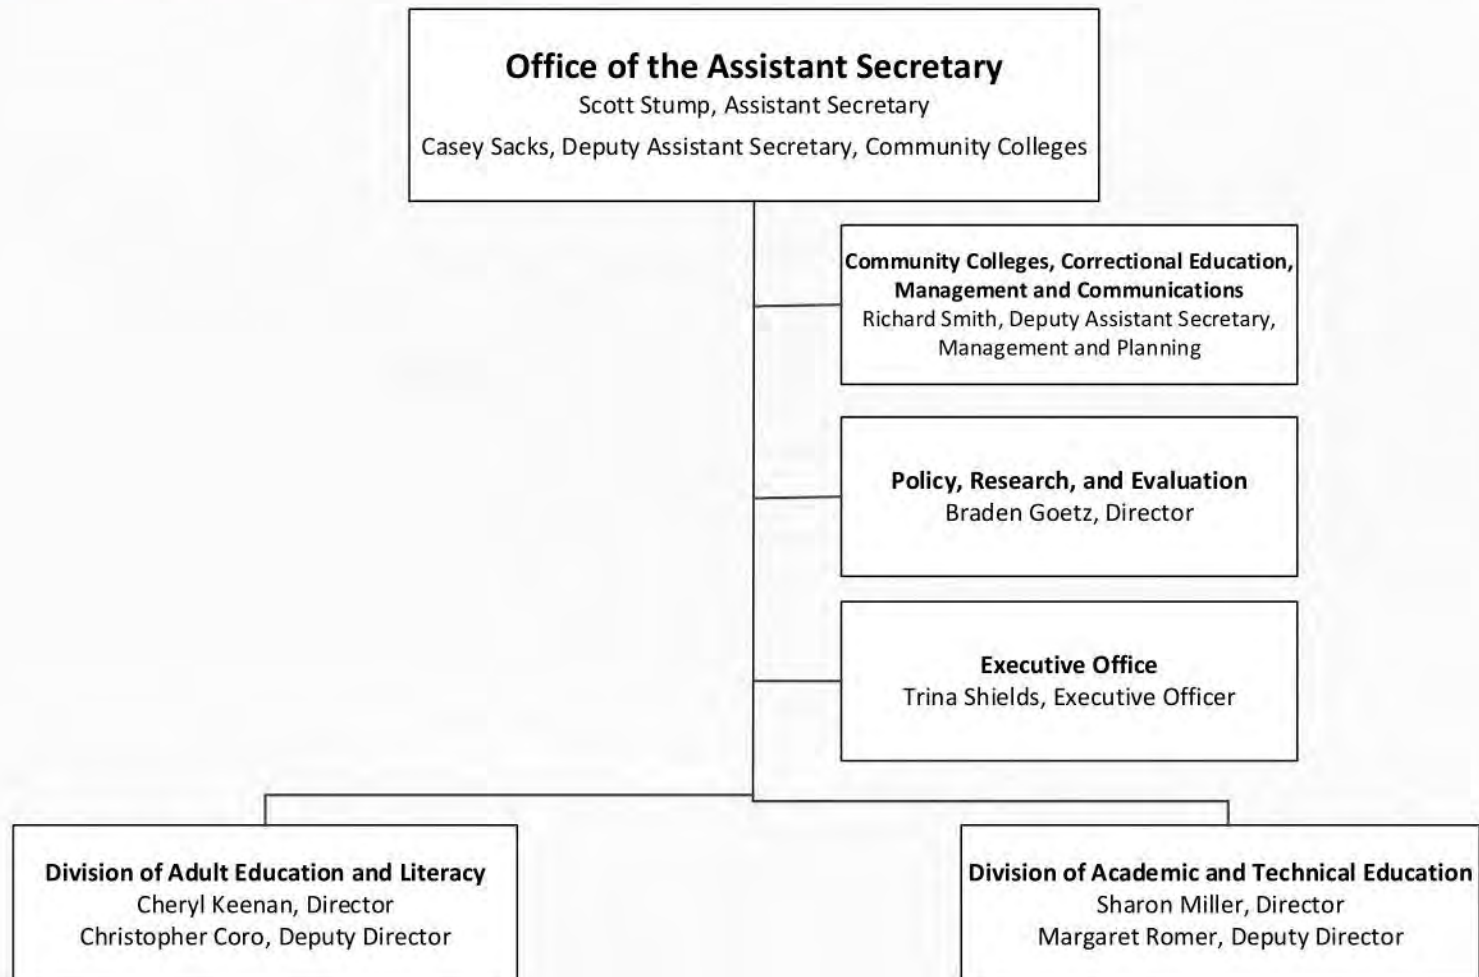 Office of the Assistant Secretary
Scott Stump, Assistant Secretary
Casey Sacks, Deputy Assistant Secretary, Community Colleges
Community Colleges, Correctional Education,
Management and Communications
Richard Smith, Deputy Assistant Secretary,
Management and Planning
Policy, Research, and Evaluation
Braden Goetz, Director
Executive Office
Trina Shields, Executive Officer
Division of Adult Education and Literacy
Cheryl Keenan, Director
Christopher Coro, Deputy Director
Division of Academic and Technical Education
Sharon Miller, Director
Margaret Romer, Deputy Director